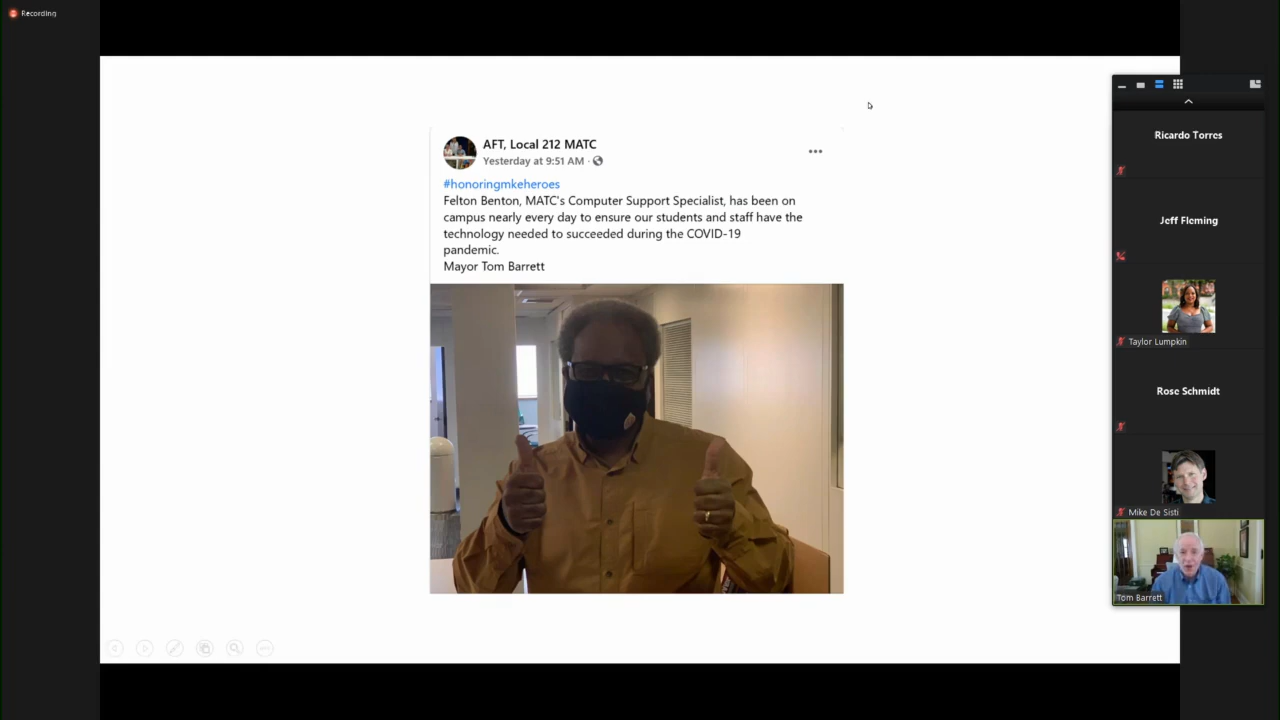 Recording
AFT, Local 212 MATC
Yesterday at 9:51 AM ·
#honoringmkeheroes
Felton Benton, MATC's Computer Support Specialist, has been on
campus nearly every day to ensure our students and staff have the
technology needed to succeeded during the COVID-19
pandemic.
Mayor Tom Barrett
Ricardo Torres
Jeff Fleming
Taylor Lumpkin
Rose Schmidt
Mike De Sisti
Tom Barrett